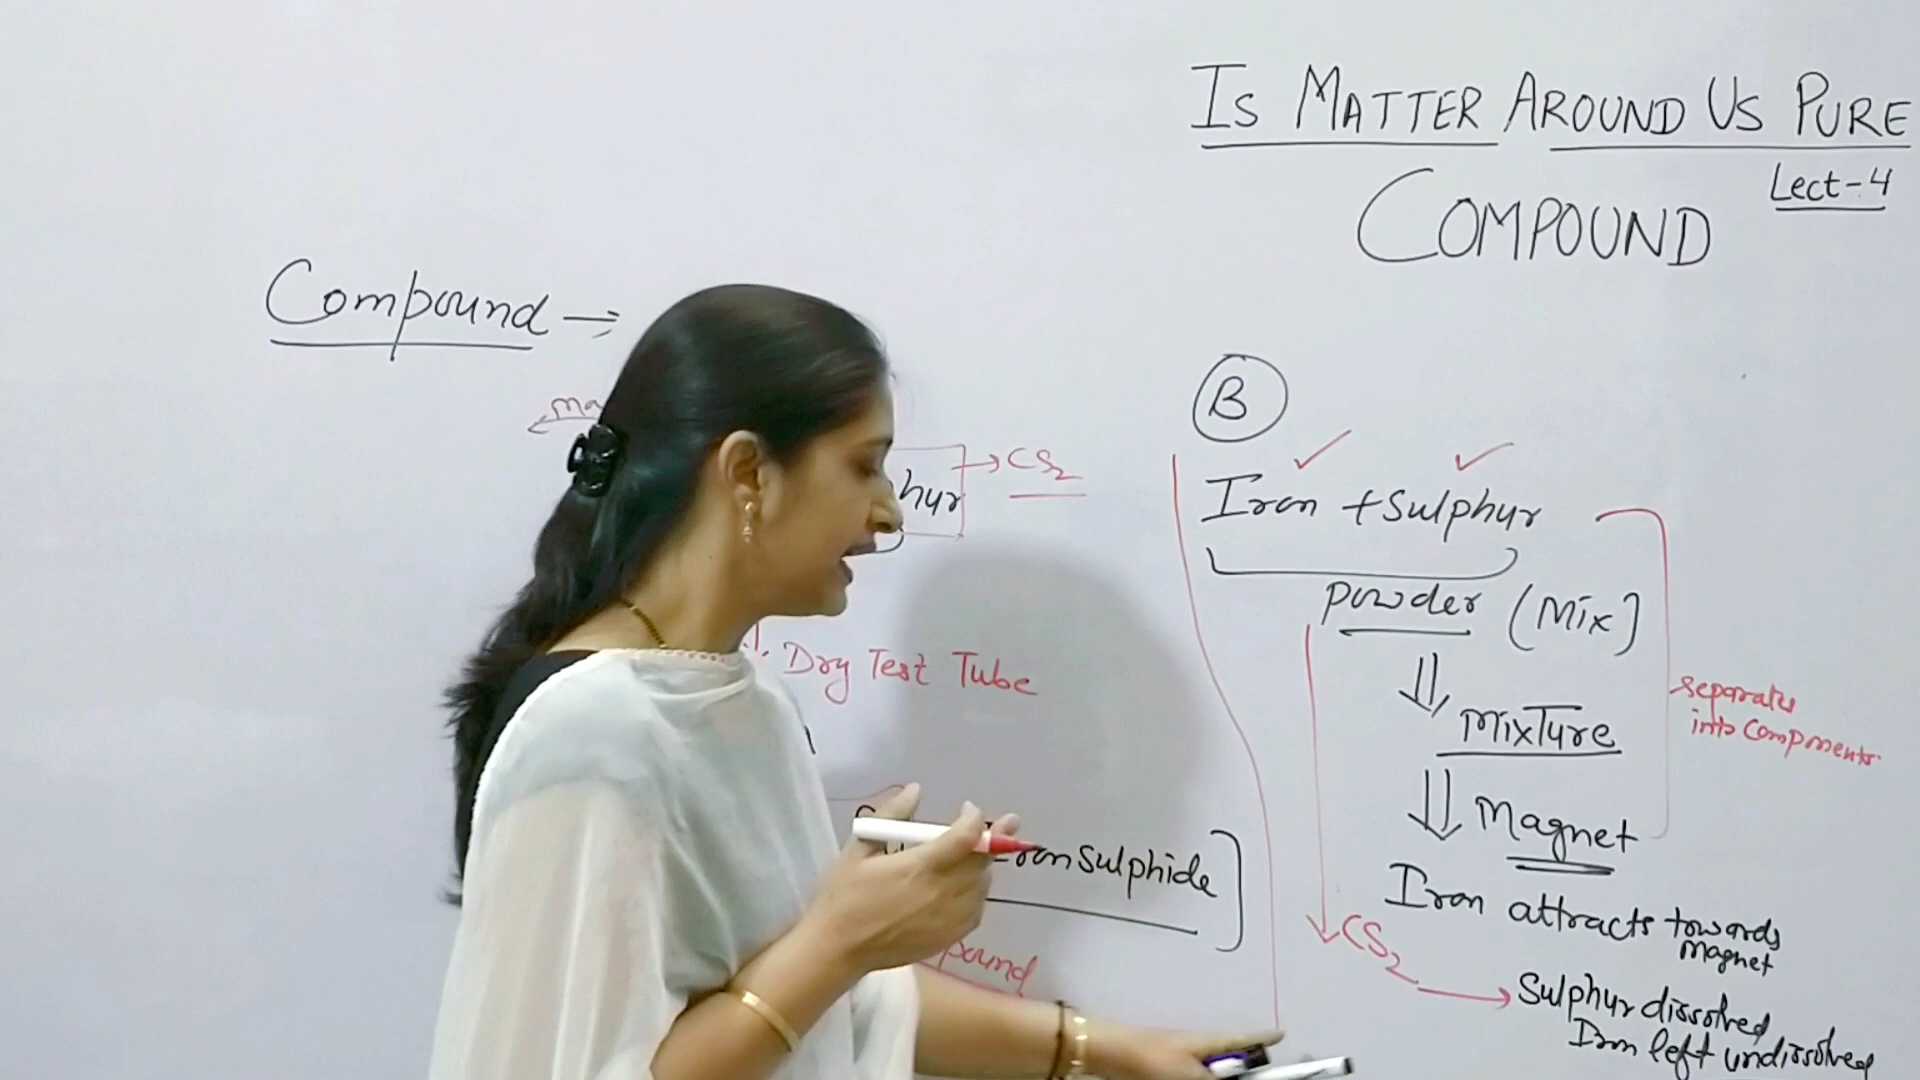 IS MATTER AROUND US PURE
Lect-4
COMPOUND
Compound
CS2
hur
Dry Test Tube
Iron Sulphide
pound
B
Iron + Sulphur
Powder (Mix)
MixTure
Magnet
separates
into components
Iron attracts towards
magnet
CS2
Sulphur dissolved
Iron left undissolved